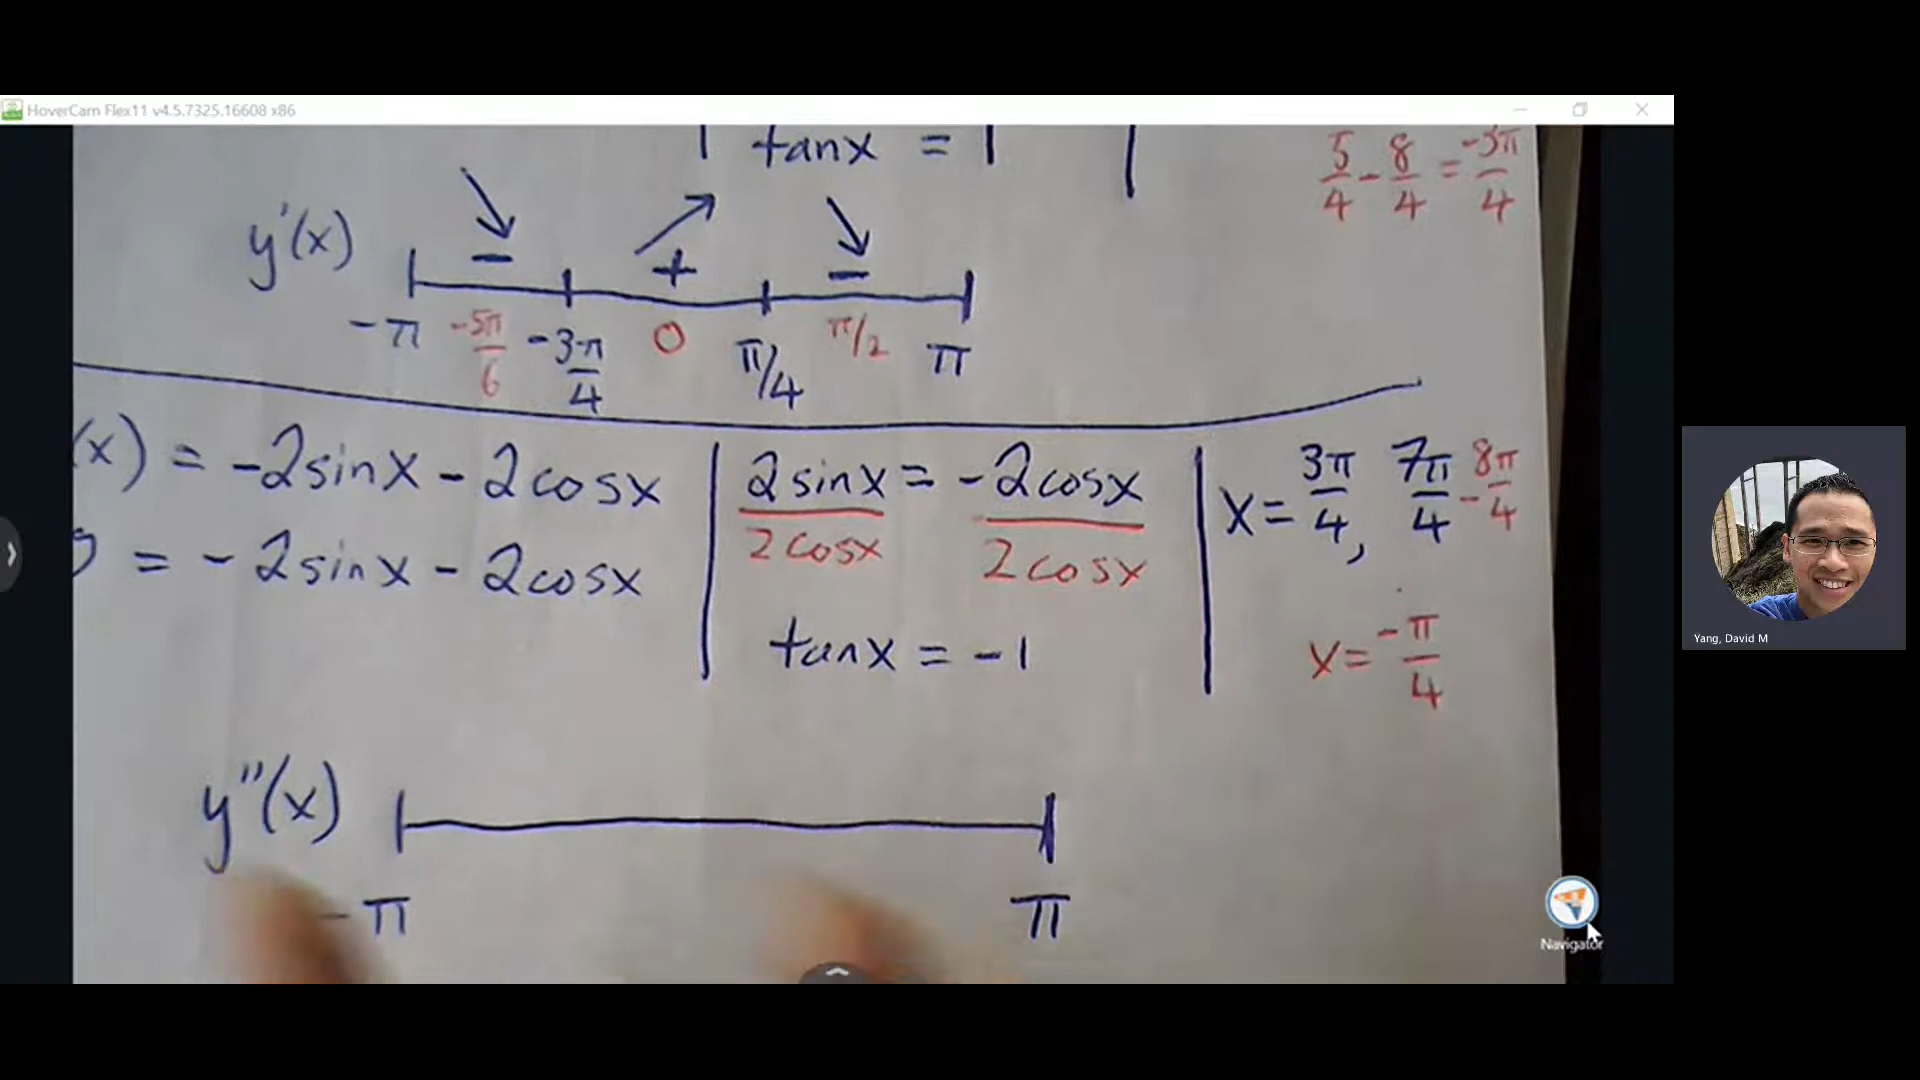 HoverCam Flex11 v4.5.7325.16608 x86
tanx = 1
5/4 - 8/4 = -3π/4
y'(x)
- + -
-π -5π/6 -3π/4 0 π/4 π/2 π
(x) = -2sinx - 2cosx
2sinx = -2cosx
2cosx 2cosx
x = 3π/4, 7π/4 - 8π/4
0 = -2sinx - 2cosx
tanx = -1
x = -π/4
y''(x)
-π π
Navigator
Yang, David M